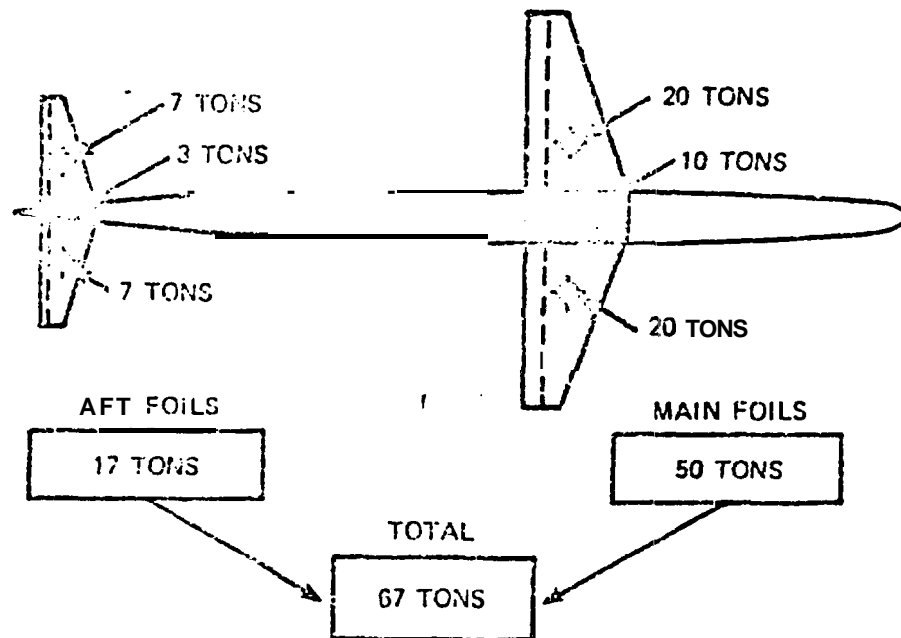 7 TONS
20 TONS
3 TONS
10 TONS
7 TONS
20 TONS
AFT FOILS
MAIN FOILS
17 TONS
50 TONS
TOTAL
67 TONS